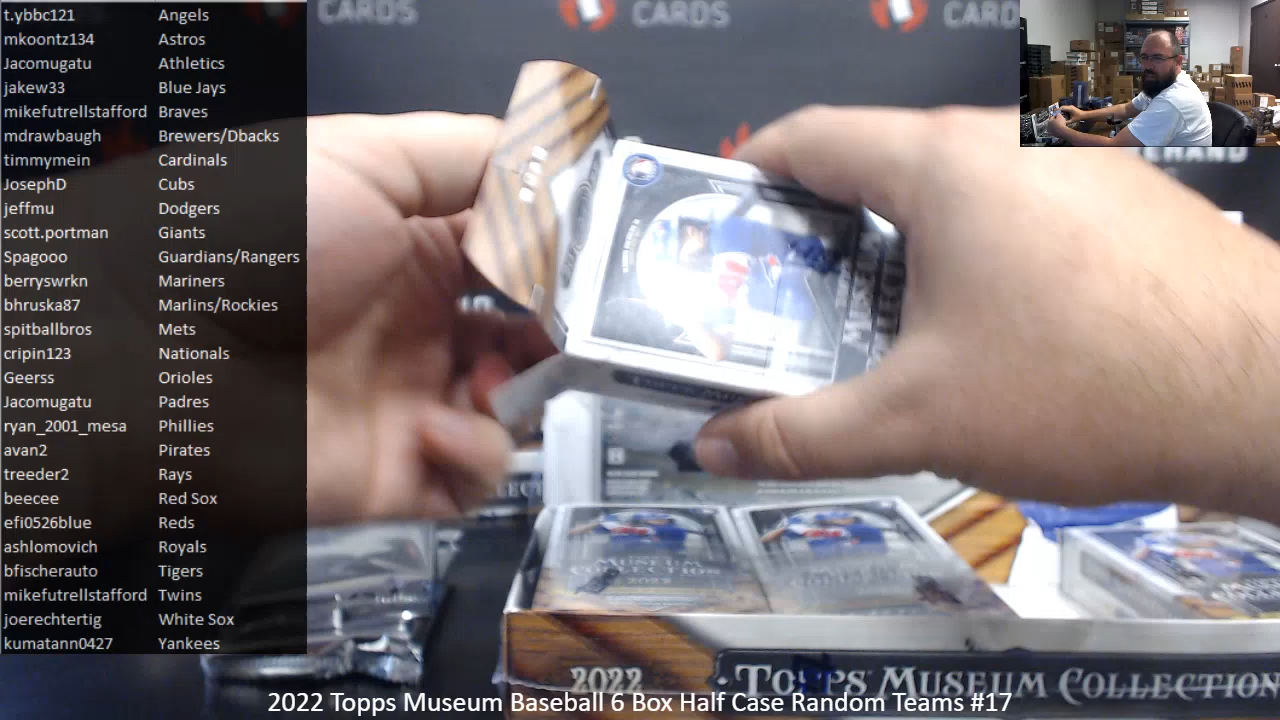 t.ybbc121 Angels
mkoontz134 Astros
Jacomugatu Athletics
jakew33 Blue Jays
mikefutrellstafford Braves
mdrawbaugh Brewers/Dbacks
timmymein Cardinals
JosephD Cubs
jeffmu Dodgers
scott.portman Giants
Spagooo Guardians/Rangers
berryswrkn Mariners
bhruska87 Marlins/Rockies
spitballbros Mets
cripin123 Nationals
Geerss Orioles
Jacomugatu Padres
ryan_2001_mesa Phillies
avan2 Pirates
treeder2 Rays
beecee Red Sox
efi0526blue Reds
ashlomovich Royals
bfischerauto Tigers
mikefutrellstafford Twins
joerechtertig White Sox
kumatann0427 Yankees
CARDS
CARDS
CARD
MUSEUM
COLLECTION
2022
2022 TOPPS MUSEUM COLLECTION
2022 Topps Museum Baseball 6 Box Half Case Random Teams #17